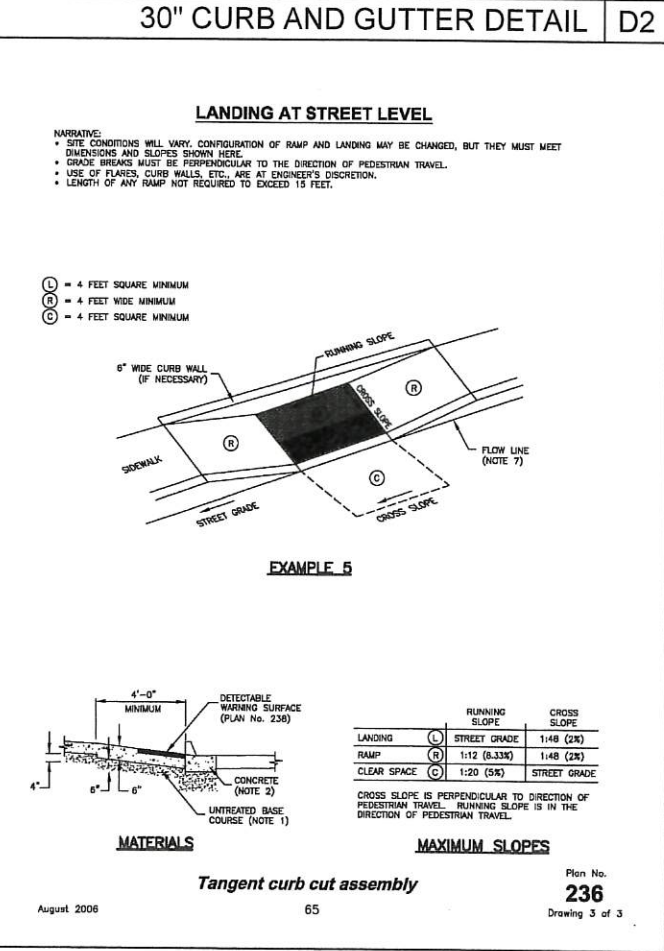 30" CURB AND GUTTER DETAIL D2
LANDING AT STREET LEVEL
NARRATIVE:
• SITE CONDITIONS WILL VARY. CONFIGURATION OF RAMP AND LANDING MAY BE CHANGED, BUT THEY MUST MEET
DIMENSIONS AND SLOPES SHOWN HERE.
• GRADE BREAKS MUST BE PERPENDICULAR TO THE DIRECTION OF PEDESTRIAN TRAVEL.
• USE OF FLARES, CURB WALLS, ETC., ARE AT ENGINEER'S DISCRETION.
• LENGTH OF ANY RAMP NOT REQUIRED TO EXCEED 15 FEET.
L = 4 FEET SQUARE MINIMUM
R = 4 FEET WIDE MINIMUM
C = 4 FEET SQUARE MINIMUM
RUNNING SLOPE
6" WIDE CURB WALL
(IF NECESSARY)
R
CROSS SLOPE
R
SIDEWALK
FLOW LINE
(NOTE 7)
C
STREET GRADE
CROSS SLOPE
EXAMPLE 5
4'-0"
MINIMUM
DETECTABLE
WARNING SURFACE
(PLAN No. 238)
4"
6"
6"
CONCRETE
(NOTE 2)
UNTREATED BASE
COURSE (NOTE 1)
MATERIALS
RUNNING SLOPE CROSS SLOPE
LANDING L STREET GRADE 1:48 (2%)
RAMP R 1:12 (8.33%) 1:48 (2%)
CLEAR SPACE C 1:20 (5%) STREET GRADE
CROSS SLOPE IS PERPENDICULAR TO DIRECTION OF
PEDESTRIAN TRAVEL. RUNNING SLOPE IS IN THE
DIRECTION OF PEDESTRIAN TRAVEL.
MAXIMUM SLOPES
Tangent curb cut assembly
Plan No.
236
Drawing 3 of 3
August 2006
65